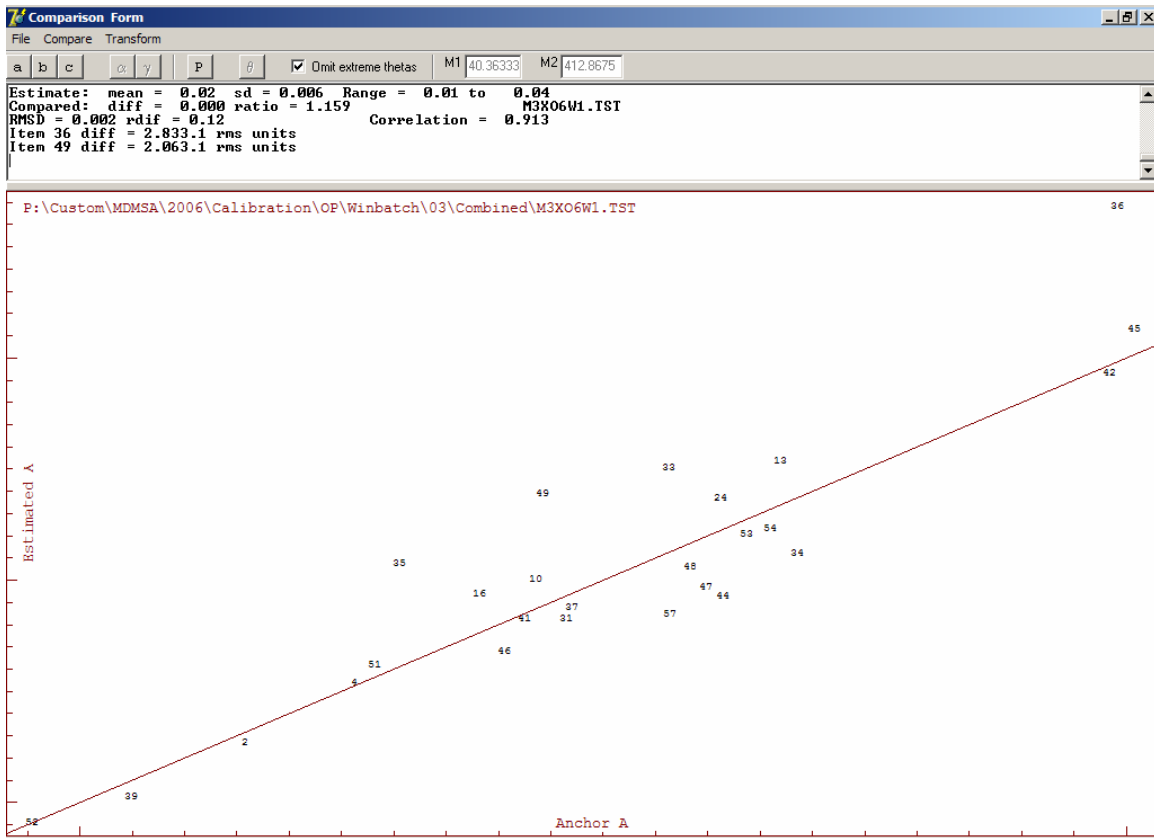 Comparison Form
File Compare Transform
a b c α γ P θ Omit extreme thetas M1 40.36333 M2 412.8675
Estimate: mean = 0.02 sd = 0.006 Range = 0.01 to 0.04
Compared: diff = 0.000 ratio = 1.159 M3XO6W1.TST
RMSD = 0.002 rdif = 0.12 Correlation = 0.913
Item 36 diff = 2.833.1 rms units
Item 49 diff = 2.063.1 rms units
P:\Custom\MDMSA\2006\Calibration\OP\Winbatch\03\Combined\M3XO6W1.TST
36
45
42
13
33
49
24
54
53
34
35
48
10
47
16
44
37
57
41 31
46
51
4
2
39
52
Estimated A
Anchor A